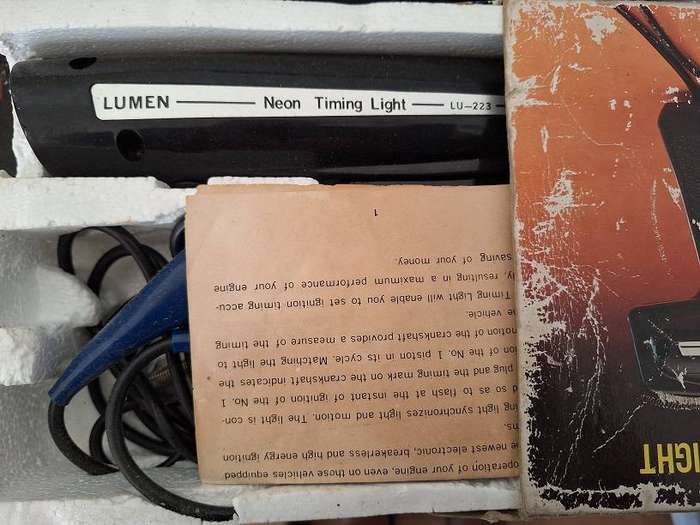 LUMEN Neon Timing Light LU-223
operation of your engine, even on those vehicles equipped
newest electronic, breakerless and high energy ignition
light synchronizes light and motion. The light is con-
so as to flash at the instant of ignition of the No. 1
plug and the timing mark on the crankshaft indicates the
of the No. 1 piston in its cycle. Matching the light to
motion of the crankshaft provides a measure of the timing
vehicle.
Timing Light will enable you to set ignition timing accu-
resulting in a maximum performance of your engine
saving of your money.
1
IGHT